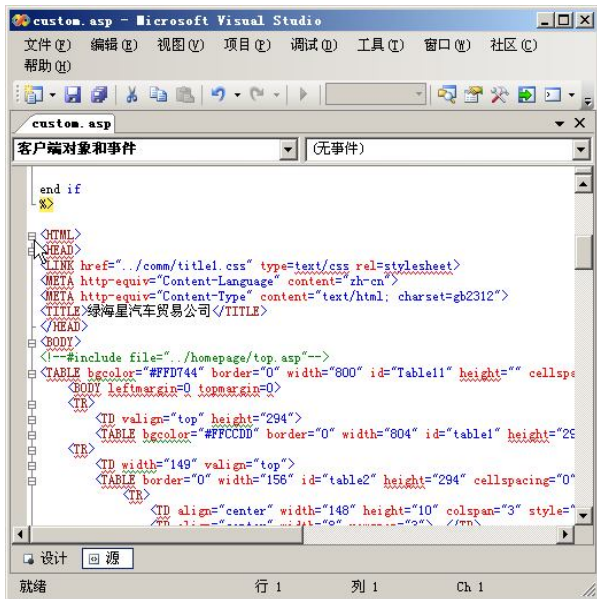 custom.asp - Microsoft Visual Studio
文件(F) 编辑(E) 视图(V) 项目(P) 调试(D) 工具(T) 窗口(W) 社区(C)
帮助(H)
custom.asp
客户端对象和事件 (无事件)
end if
%>
<HTML>
<HEAD>
<LINK href="../comm/title1.css" type=text/css rel=stylesheet>
<META http-equiv="Content-Language" content="zh-cn">
<META http-equiv="Content-Type" content="text/html; charset=gb2312">
<TITLE>绿海星汽车贸易公司</TITLE>
</HEAD>
<BODY>
<!--#include file="../homepage/top.asp"-->
<TABLE bgcolor="#FFD744" border="0" width="800" id="Table11" height="" cellspa
<BODY leftmargin=0 topmargin=0>
<TR>
<TD valign="top" height="294">
<TABLE bgcolor="#FFCCDD" border="0" width="804" id="table1" height="29
<TR>
<TD width="149" valign="top">
<TABLE border="0" width="156" id="table2" height="294" cellspacing="0"
<TR>
<TD align="center" width="148" height="10" colspan="3" style="
设计 源
就绪 行 1 列 1 Ch 1